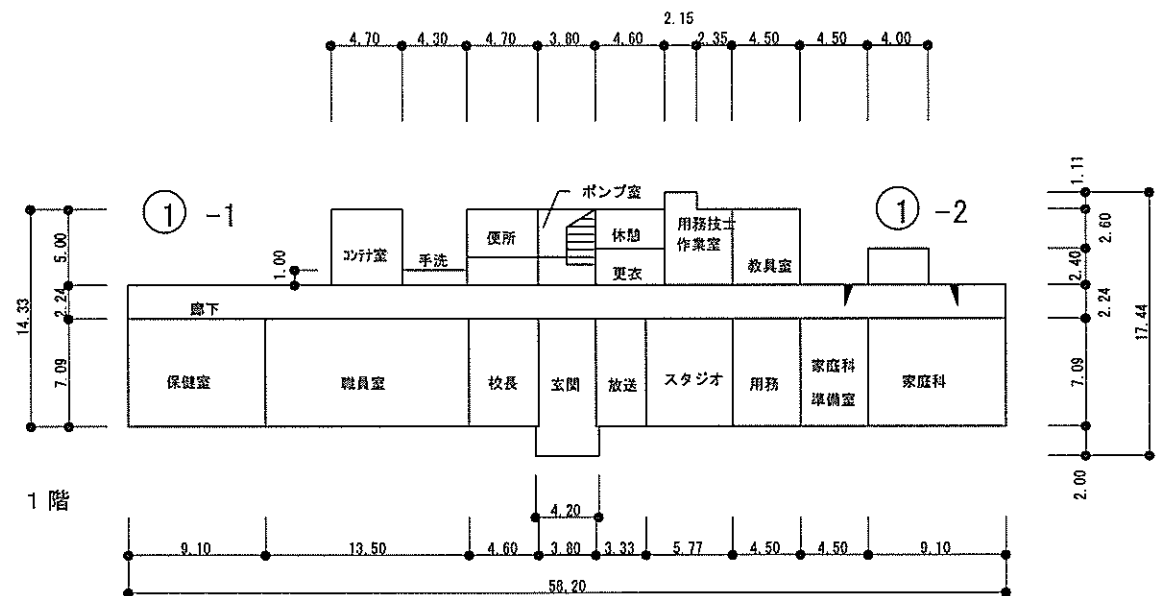 2.15
4.70 4.30 4.70 3.80 4.60 2.35 4.50 4.50 4.00
① -1
ポンプ室
① -2
コンテナ室
手洗
便所
休憩
更衣
用務技士
作業室
教具室
廊下
保健室
職員室
校長
玄関
放送
スタジオ
用務
家庭科
準備室
家庭科
14.33
5.00
2.24
7.09
1.00
1.11
2.60
2.40
2.24
7.09
2.00
17.44
1階
4.20
9.10 13.50 4.60 3.80 3.33 5.77 4.50 4.50 9.10
58.20